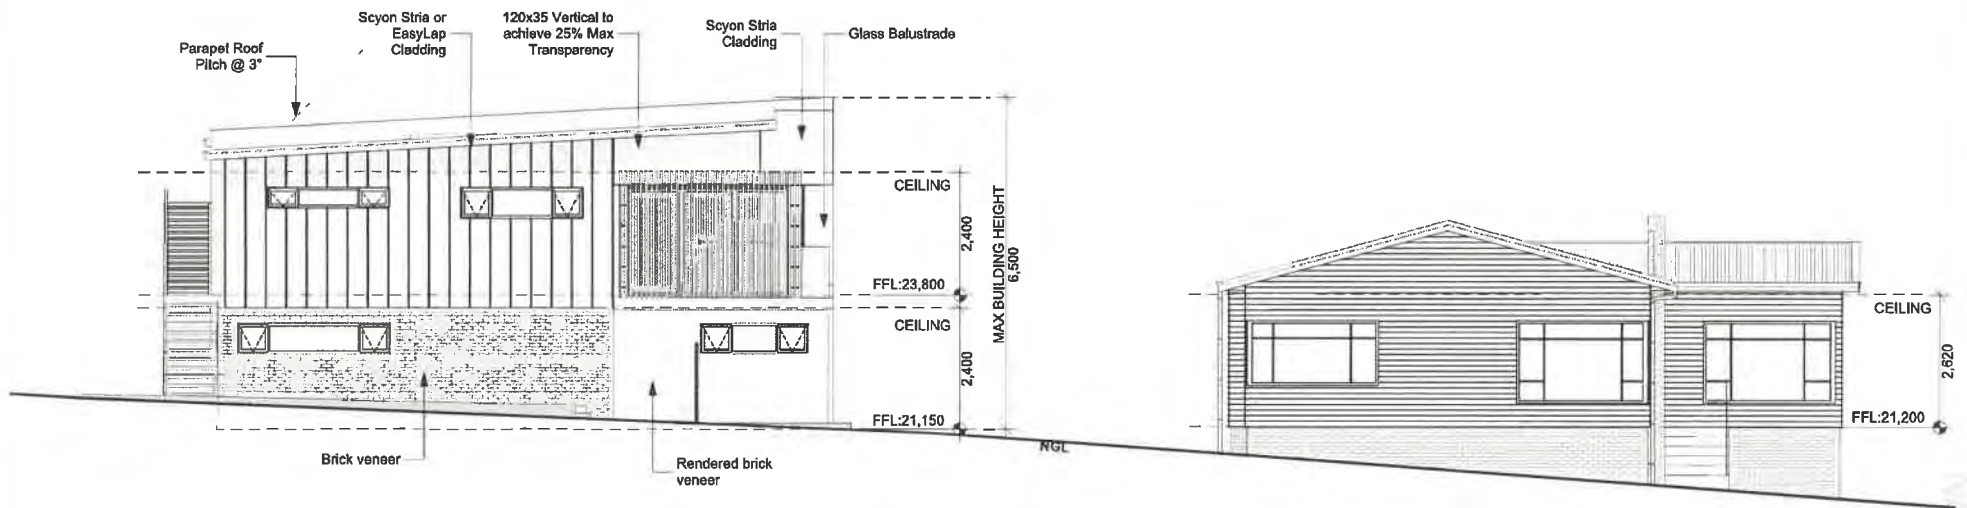 Parapet Roof
Pitch @ 3°
Scyon Stria or
EasyLap
Cladding
120x35 Vertical to
achieve 25% Max
Transparency
Scyon Stria
Cladding
Glass Balustrade
CEILING
2,400
FFL:23,800
CEILING
2,400
FFL:21,150
MAX BUILDING HEIGHT
6,500
Brick veneer
Rendered brick
veneer
NGL
CEILING
2,620
FFL:21,200